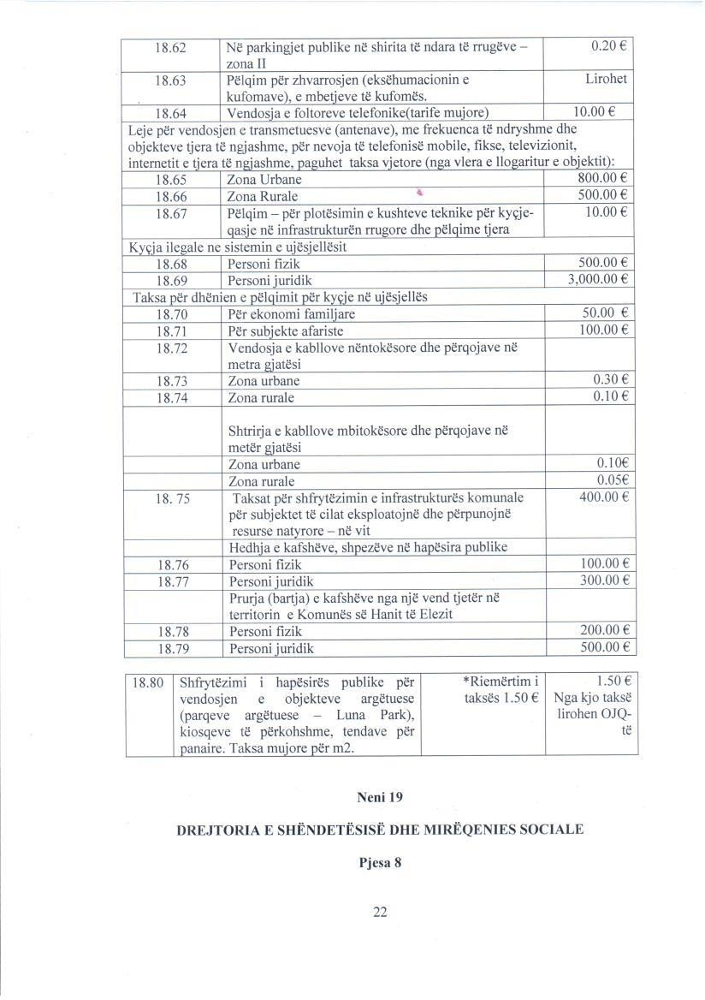 18.62 Në parkingjet publike në shirita të ndara të rrugëve – 0.20 €
zona II
18.63 Pëlqim për zhvarrosjen (eksëhumacionin e Lirohet
kufomave), e mbetjeve të kufomës.
18.64 Vendosja e foltoreve telefonike(tarife mujore) 10.00 €
Leje për vendosjen e transmetuesve (antenave), me frekuenca të ndryshme dhe
objekteve tjera të ngjashme, për nevoja të telefonisë mobile, fikse, televizionit,
internetit e tjera të ngjashme, paguhet taksa vjetore (nga vlera e llogaritur e objektit):
18.65 Zona Urbane 800.00 €
18.66 Zona Rurale 500.00 €
18.67 Pëlqim – për plotësimin e kushteve teknike për kyçje- 10.00 €
qasje në infrastrukturën rrugore dhe pëlqime tjera
Kyçja ilegale ne sistemin e ujësjellësit
18.68 Personi fizik 500.00 €
18.69 Personi juridik 3,000.00 €
Taksa për dhënien e pëlqimit për kyçje në ujësjellës
18.70 Për ekonomi familjare 50.00 €
18.71 Për subjekte afariste 100.00 €
18.72 Vendosja e kabllove nëntokësore dhe përqojave në
metra gjatësi
18.73 Zona urbane 0.30 €
18.74 Zona rurale 0.10 €
Shtrirja e kabllove mbitokësore dhe përqojave në
metër gjatësi
Zona urbane 0.10€
Zona rurale 0.05€
18. 75 Taksat për shfrytëzimin e infrastrukturës komunale 400.00 €
për subjektet të cilat eksploatojnë dhe përpunojnë
resurse natyrore – në vit
Hedhja e kafshëve, shpezëve në hapësira publike
18.76 Personi fizik 100.00 €
18.77 Personi juridik 300.00 €
Prurja (bartja) e kafshëve nga një vend tjetër në
territorin e Komunës së Hanit të Elezit
18.78 Personi fizik 200.00 €
18.79 Personi juridik 500.00 €
18.80 Shfrytëzimi i hapësirës publike për *Riemërtim i 1.50 €
vendosjen e objekteve argëtuese taksës 1.50 € Nga kjo taksë
(parqeve argëtuese – Luna Park), lirohen OJQ-
kiosqeve të përkohshme, tendave për të
panaire. Taksa mujore për m2.
Neni 19
DREJTORIA E SHËNDETËSISË DHE MIRËQENIES SOCIALE
Pjesa 8
22